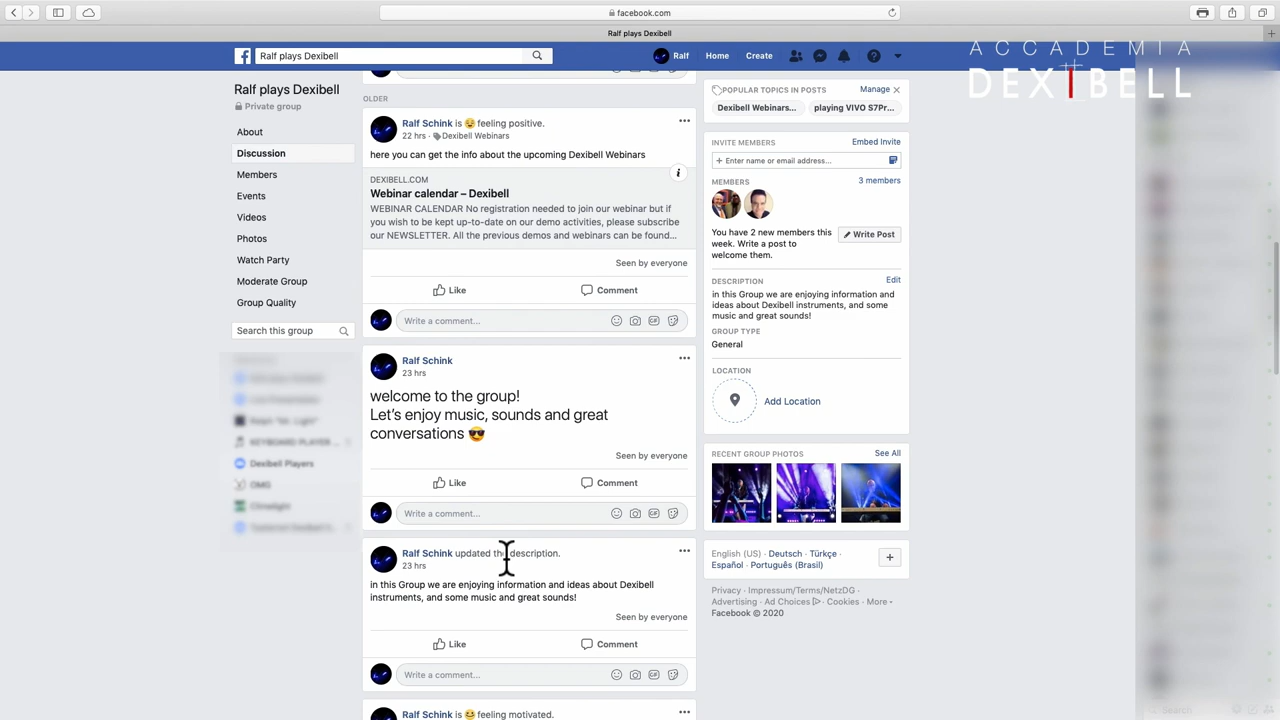 facebook.com
Ralf plays Dexibell
ACCADEMIA
DEXIBELL
Ralf plays Dexibell
Ralf
Home
Create
Ralf plays Dexibell
Private group
About
Discussion
Members
Events
Videos
Photos
Watch Party
Moderate Group
Group Quality
Search this group
KEYBOARD PLAYER ...
Dexibell Players
OMG
OLDER
Ralf Schink is 😄 feeling positive.
22 hrs · Dexibell Webinars
here you can get the info about the upcoming Dexibell Webinars
DEXIBELL.COM
Webinar calendar – Dexibell
WEBINAR CALENDAR No registration needed to join our webinar but if
you wish to be kept up-to-date on our demo activities, please subscribe
our NEWSLETTER. All the previous demos and webinars can be found...
Seen by everyone
Like
Comment
Write a comment...
Ralf Schink
23 hrs
welcome to the group!
Let's enjoy music, sounds and great
conversations 😎
Seen by everyone
Like
Comment
Write a comment...
Ralf Schink updated the description.
23 hrs
in this Group we are enjoying information and ideas about Dexibell
instruments, and some music and great sounds!
Seen by everyone
Like
Comment
Write a comment...
Ralf Schink is 😄 feeling motivated.
POPULAR TOPICS IN POSTS
Manage
Dexibell Webinars...
playing VIVO S7Pr...
INVITE MEMBERS
Embed Invite
+ Enter name or email address...
MEMBERS
3 members
You have 2 new members this
week. Write a post to
welcome them.
Write Post
DESCRIPTION
Edit
in this Group we are enjoying information and
ideas about Dexibell instruments, and some
music and great sounds!
GROUP TYPE
General
LOCATION
Add Location
RECENT GROUP PHOTOS
See All
English (US) · Deutsch · Türkçe ·
Español · Português (Brasil)
Privacy · Impressum/Terms/NetzDG ·
Advertising · Ad Choices · Cookies · More
Facebook © 2020
Search